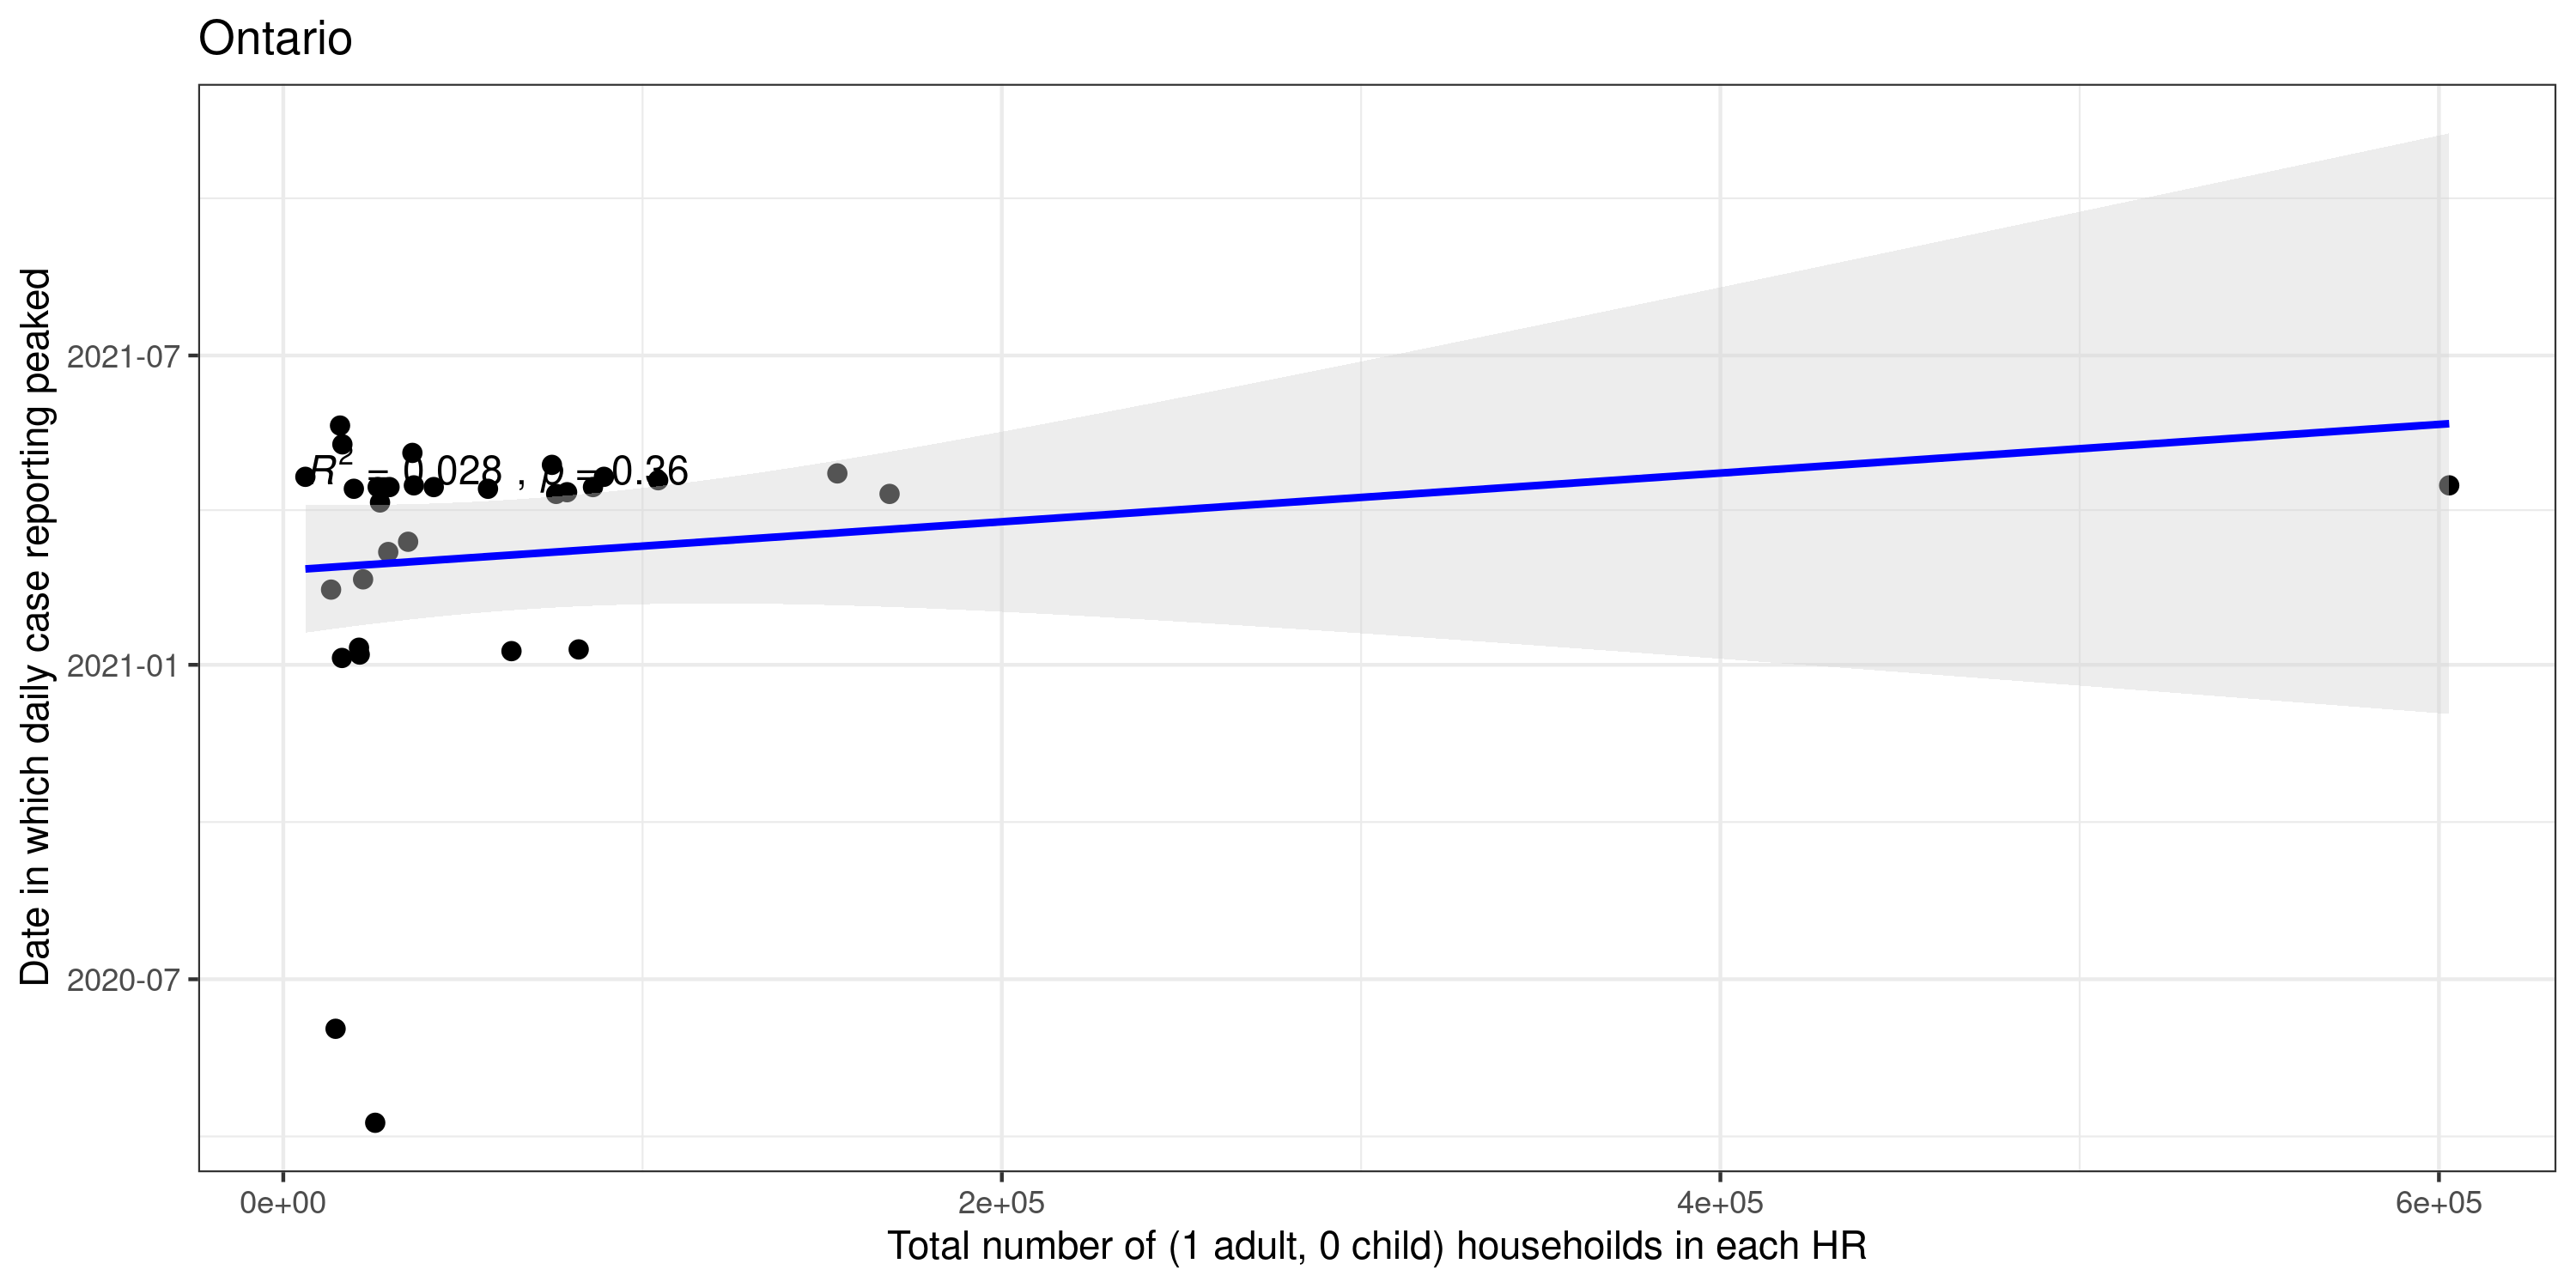 Ontario
Date in which daily case reporting peaked
2021-07
2021-01
2020-07
R² = 0.028 , p = 0.36
0e+00 2e+05 4e+05 6e+05
Total number of (1 adult, 0 child) househoilds in each HR